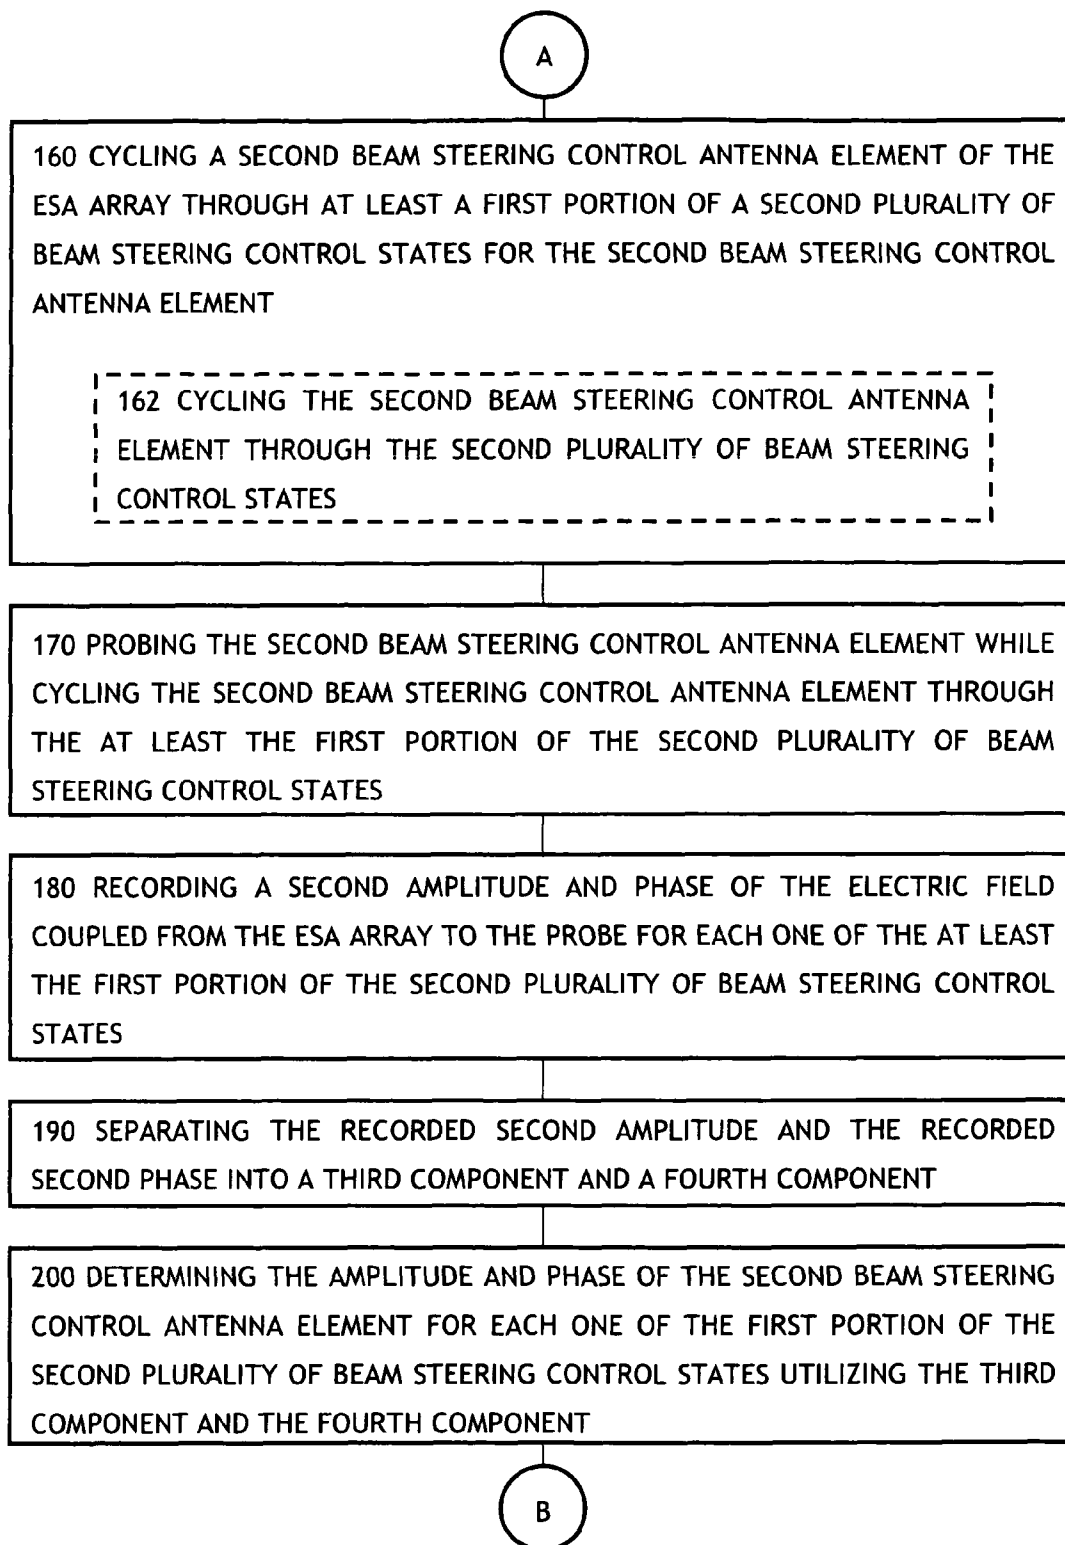 A
160 CYCLING A SECOND BEAM STEERING CONTROL ANTENNA ELEMENT OF THE
ESA ARRAY THROUGH AT LEAST A FIRST PORTION OF A SECOND PLURALITY OF
BEAM STEERING CONTROL STATES FOR THE SECOND BEAM STEERING CONTROL
ANTENNA ELEMENT
162 CYCLING THE SECOND BEAM STEERING CONTROL ANTENNA
ELEMENT THROUGH THE SECOND PLURALITY OF BEAM STEERING
CONTROL STATES
170 PROBING THE SECOND BEAM STEERING CONTROL ANTENNA ELEMENT WHILE
CYCLING THE SECOND BEAM STEERING CONTROL ANTENNA ELEMENT THROUGH
THE AT LEAST THE FIRST PORTION OF THE SECOND PLURALITY OF BEAM
STEERING CONTROL STATES
180 RECORDING A SECOND AMPLITUDE AND PHASE OF THE ELECTRIC FIELD
COUPLED FROM THE ESA ARRAY TO THE PROBE FOR EACH ONE OF THE AT LEAST
THE FIRST PORTION OF THE SECOND PLURALITY OF BEAM STEERING CONTROL
STATES
190 SEPARATING THE RECORDED SECOND AMPLITUDE AND THE RECORDED
SECOND PHASE INTO A THIRD COMPONENT AND A FOURTH COMPONENT
200 DETERMINING THE AMPLITUDE AND PHASE OF THE SECOND BEAM STEERING
CONTROL ANTENNA ELEMENT FOR EACH ONE OF THE FIRST PORTION OF THE
SECOND PLURALITY OF BEAM STEERING CONTROL STATES UTILIZING THE THIRD
COMPONENT AND THE FOURTH COMPONENT
B